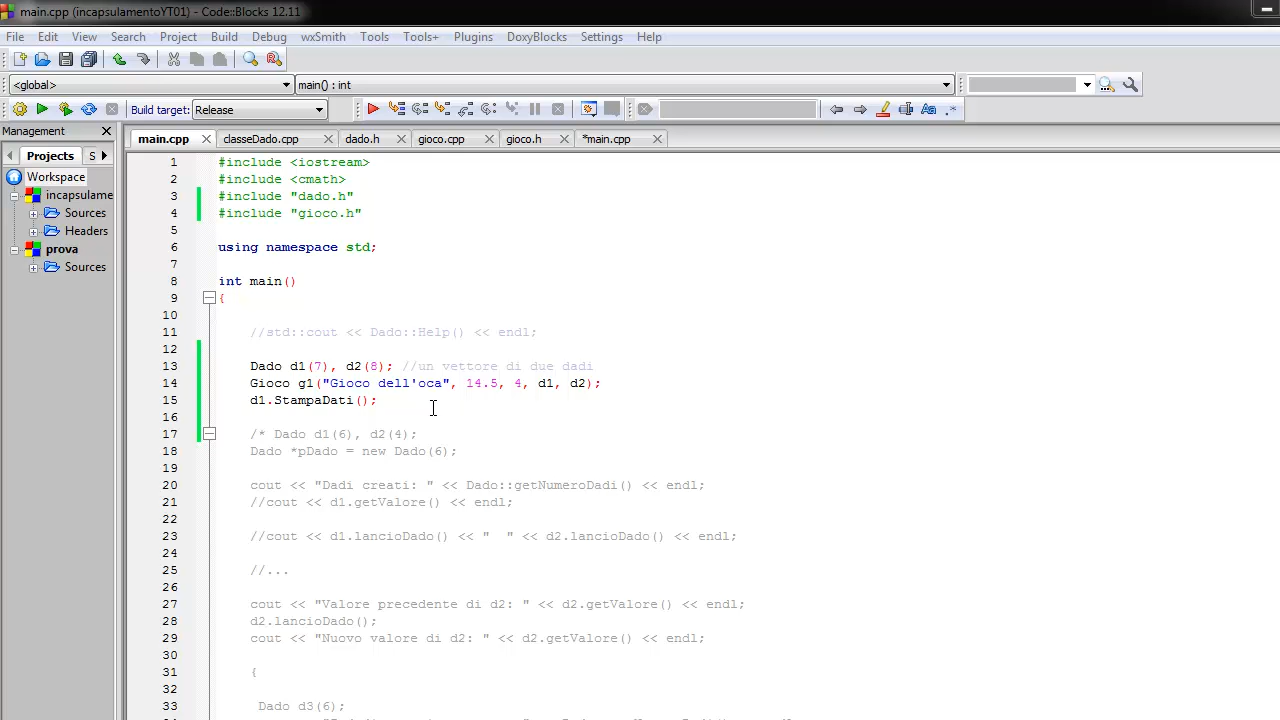 main.cpp (incapsulamentoYT01) - Code::Blocks 12.11
File Edit View Search Project Build Debug wxSmith Tools Tools+ Plugins DoxyBlocks Settings Help
<global> main() : int
Build target: Release
Management
main.cpp classeDado.cpp dado.h gioco.cpp gioco.h *main.cpp
Projects S
Workspace
incapsulame
Sources
Headers
prova
Sources
1 #include <iostream>
2 #include <cmath>
3 #include "dado.h"
4 #include "gioco.h"
5
6 using namespace std;
7
8 int main()
9 {
10
11 //std::cout << Dado::Help() << endl;
12
13 Dado d1(7), d2(8); //un vettore di due dadi
14 Gioco g1("Gioco dell'oca", 14.5, 4, d1, d2);
15 d1.StampaDati();
16
17 /* Dado d1(6), d2(4);
18 Dado *pDado = new Dado(6);
19
20 cout << "Dadi creati: " << Dado::getNumeroDadi() << endl;
21 //cout << d1.getValore() << endl;
22
23 //cout << d1.lancioDado() << "  " << d2.lancioDado() << endl;
24
25 //...
26
27 cout << "Valore precedente di d2: " << d2.getValore() << endl;
28 d2.lancioDado();
29 cout << "Nuovo valore di d2: " << d2.getValore() << endl;
30
31 {
32
33 Dado d3(6);